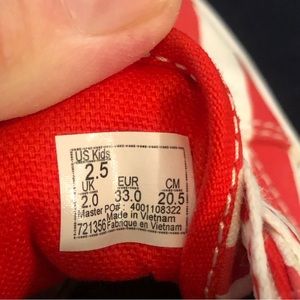 US Kids
2.5
UK EUR CM
2.0 33.0 20.5
Master PO#: 4001108322
Made in Vietnam
721356 Fabrique en Vietnam